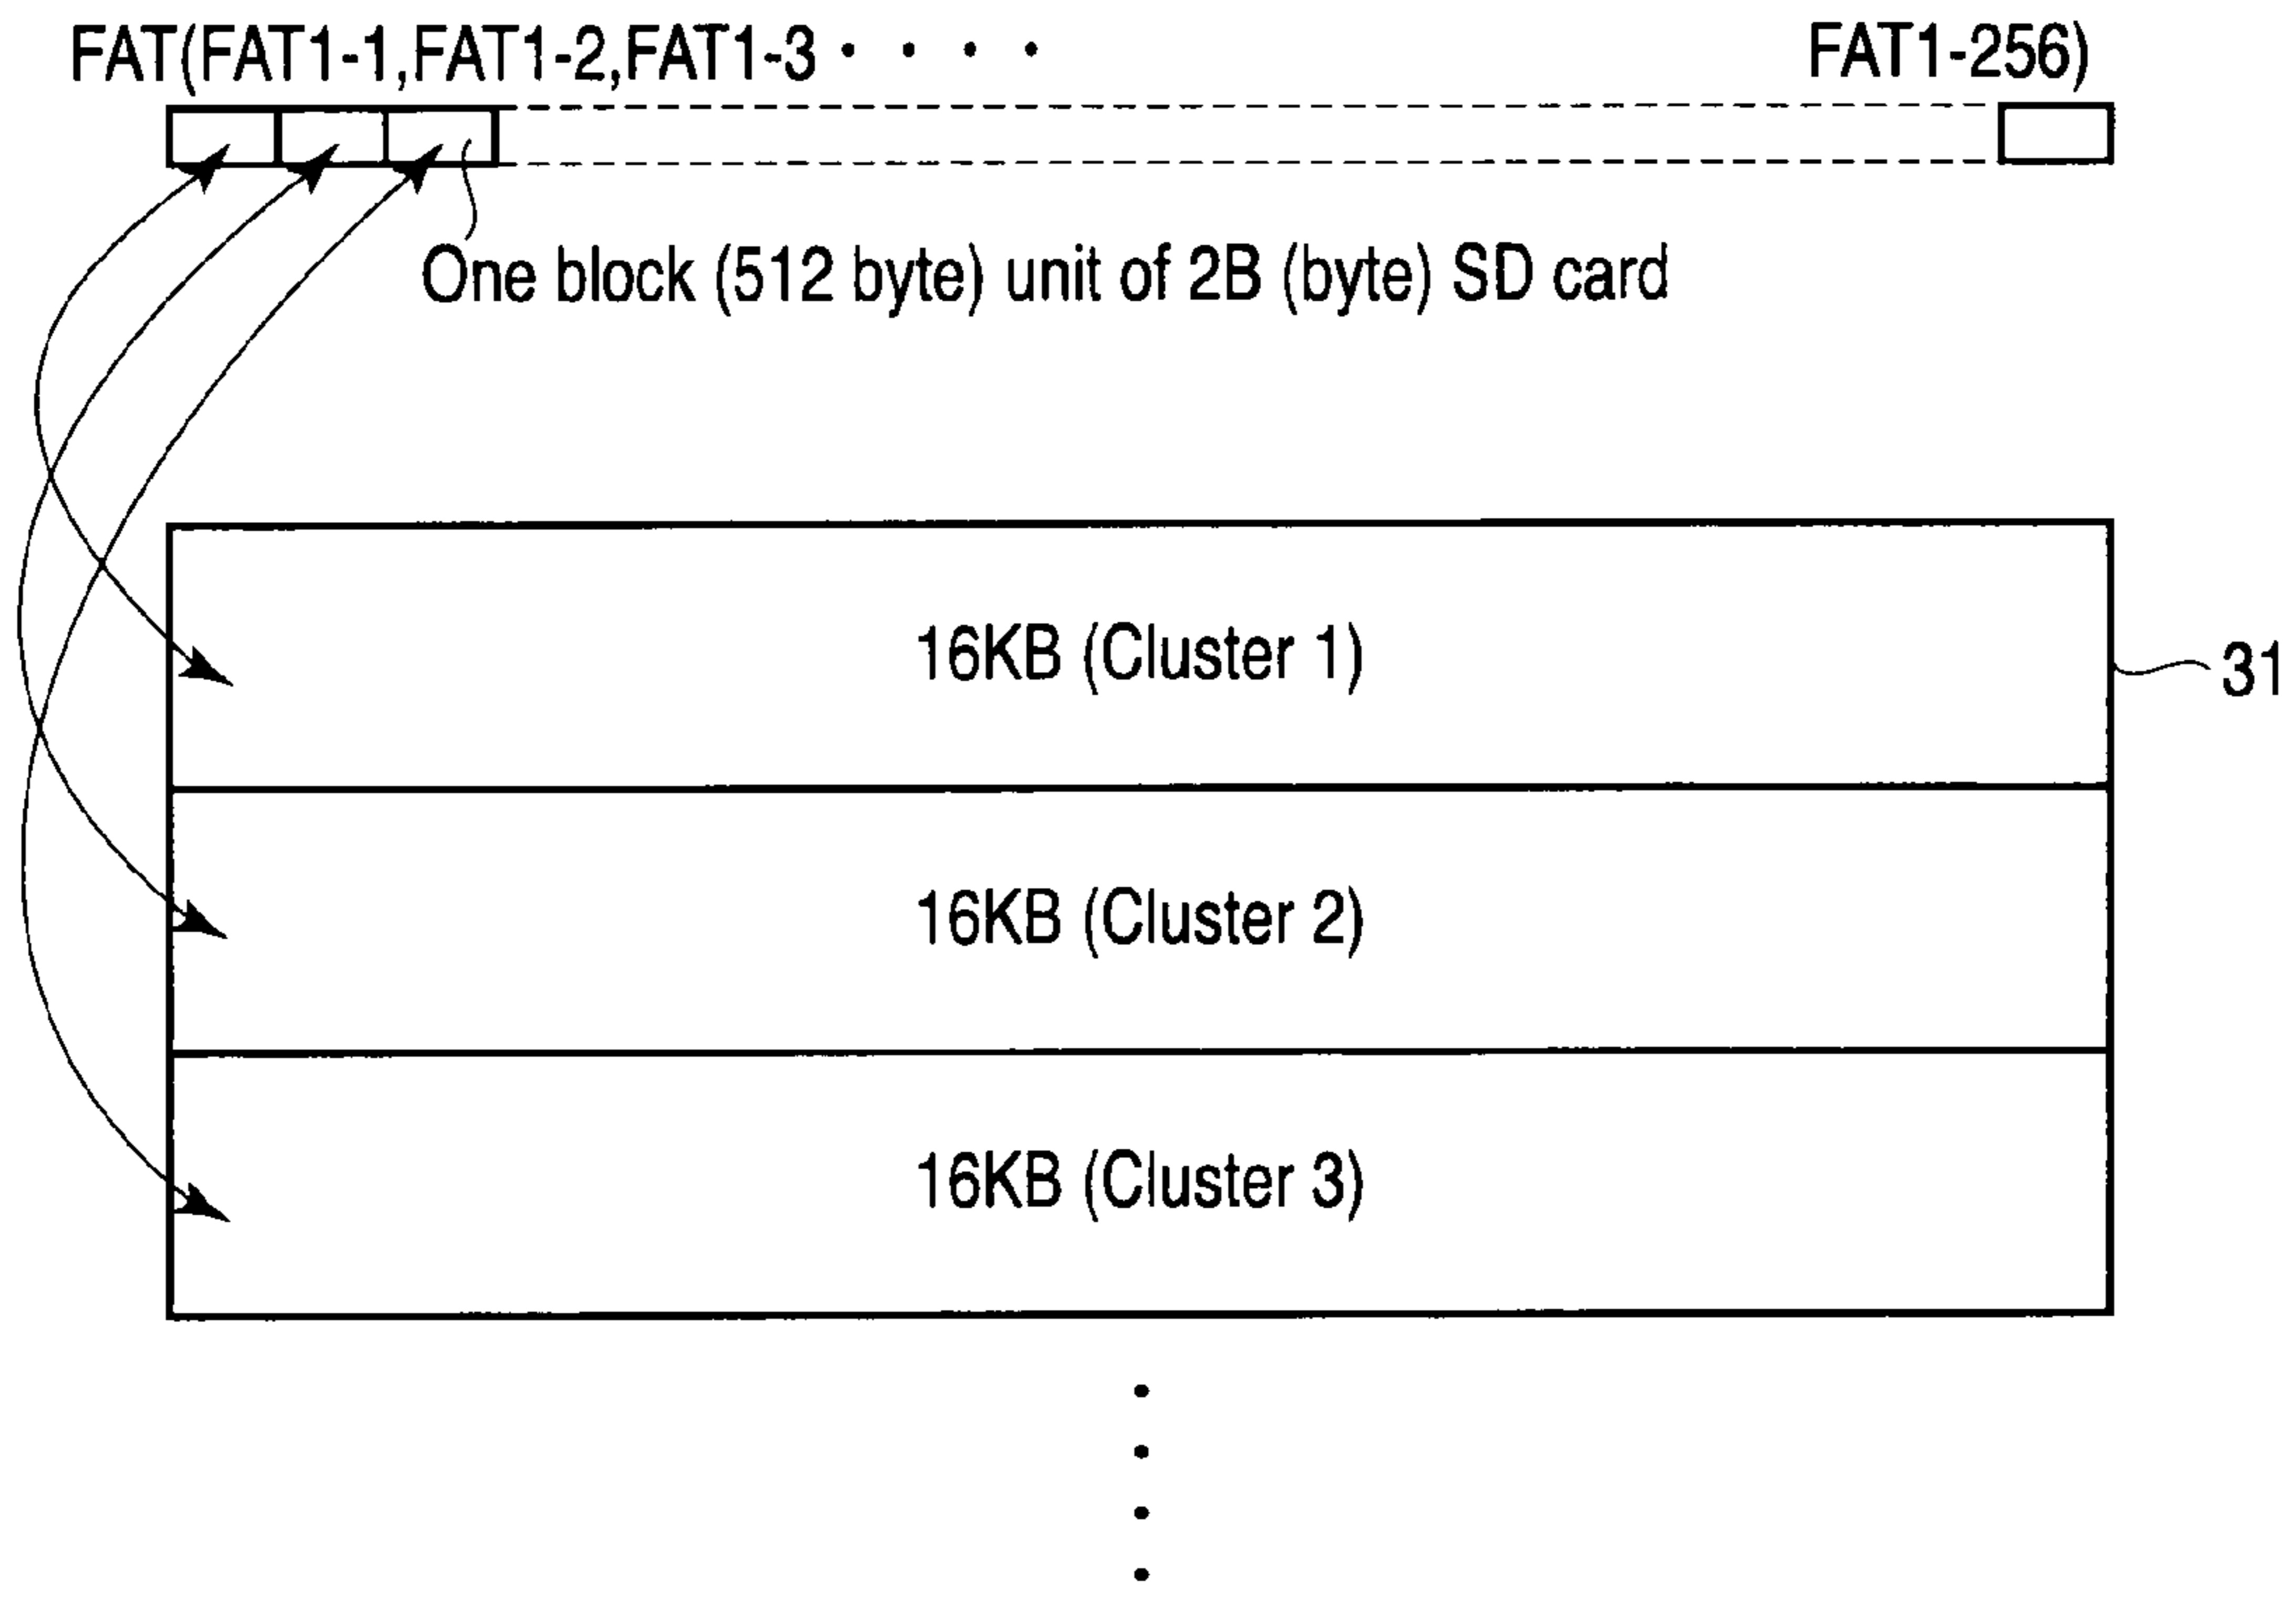 FAT(FAT1-1,FAT1-2,FAT1-3 · · · · FAT1-256)
One block (512 byte) unit of 2B (byte) SD card
16KB (Cluster 1)
31
16KB (Cluster 2)
16KB (Cluster 3)